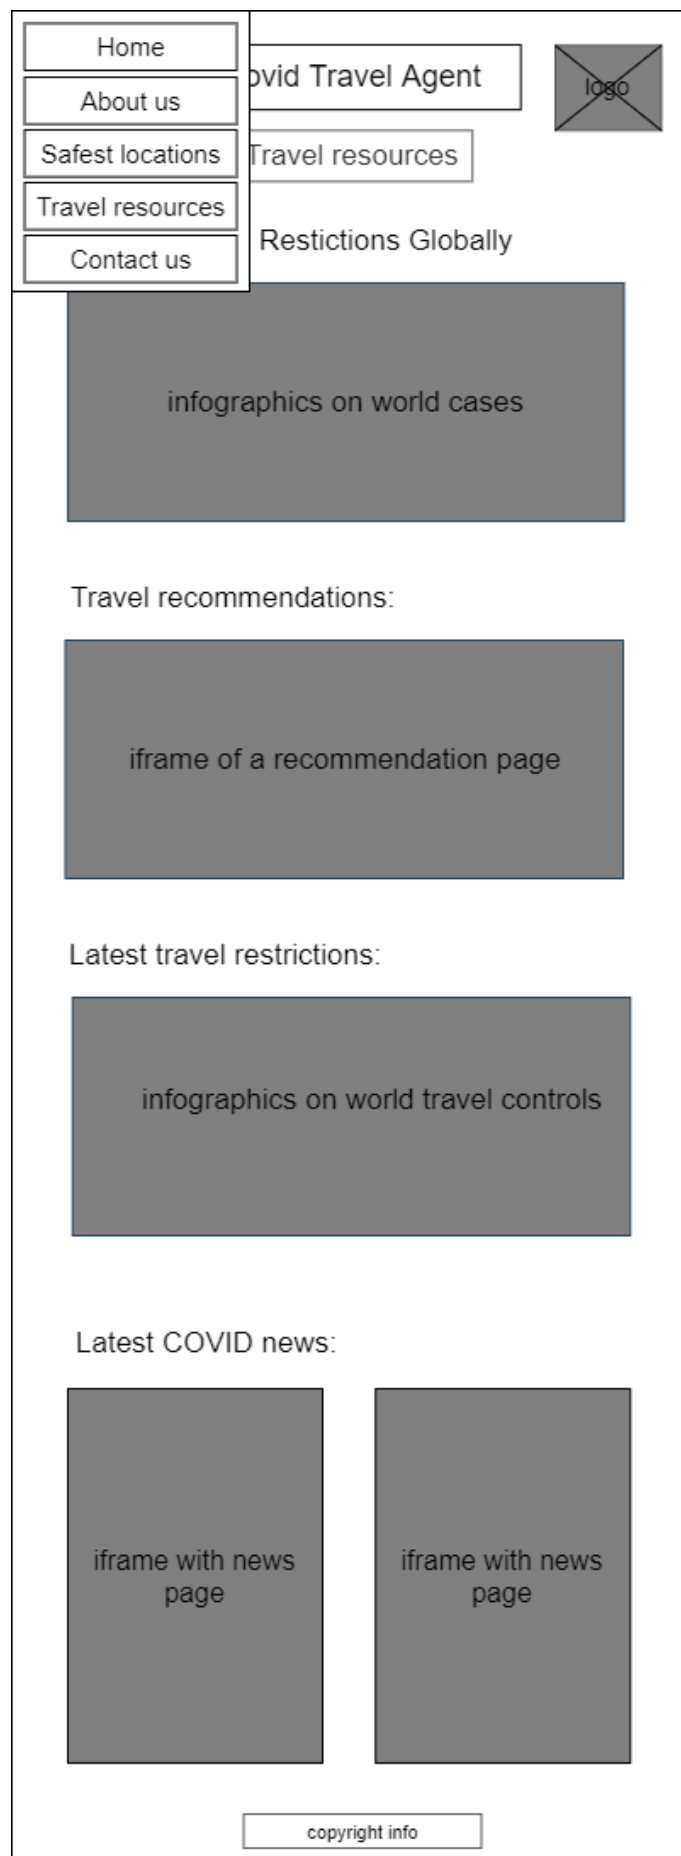 Home
About us
Safest locations
Travel resources
Contact us
ovid Travel Agent
logo
Travel resources
Restictions Globally
infographics on world cases
Travel recommendations:
iframe of a recommendation page
Latest travel restrictions:
infographics on world travel controls
Latest COVID news:
iframe with news
page
iframe with news
page
copyright info